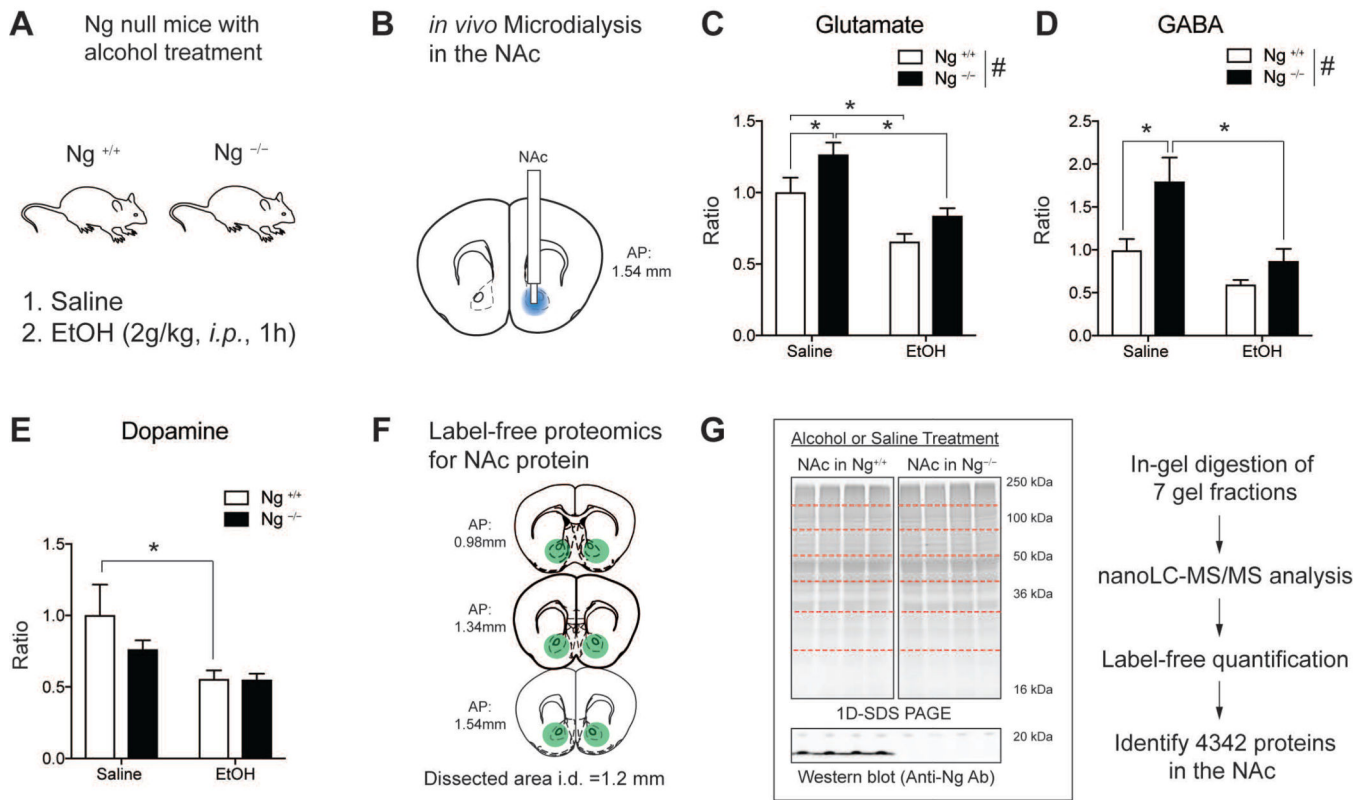 A
Ng null mice with
alcohol treatment
Ng +/+
Ng −/−
1. Saline
2. EtOH (2g/kg, i.p., 1h)
B
in vivo Microdialysis
in the NAc
NAc
AP:
1.54 mm
C
Glutamate
Ng +/+
Ng −/−
#
1.5
1.0
0.5
0.0
Ratio
*
*
*
Saline
EtOH
D
GABA
Ng +/+
Ng −/−
#
2.5
2.0
1.5
1.0
0.5
0.0
Ratio
*
*
Saline
EtOH
E
Dopamine
Ng +/+
Ng −/−
1.5
1.0
0.5
0.0
Ratio
*
Saline
EtOH
F
Label-free proteomics
for NAc protein
AP:
0.98mm
AP:
1.34mm
AP:
1.54mm
Dissected area i.d. =1.2 mm
G
Alcohol or Saline Treatment
NAc in Ng+/+
NAc in Ng−/−
250 kDa
100 kDa
50 kDa
36 kDa
16 kDa
1D-SDS PAGE
20 kDa
Western blot (Anti-Ng Ab)
In-gel digestion of
7 gel fractions
nanoLC-MS/MS analysis
Label-free quantification
Identify 4342 proteins
in the NAc